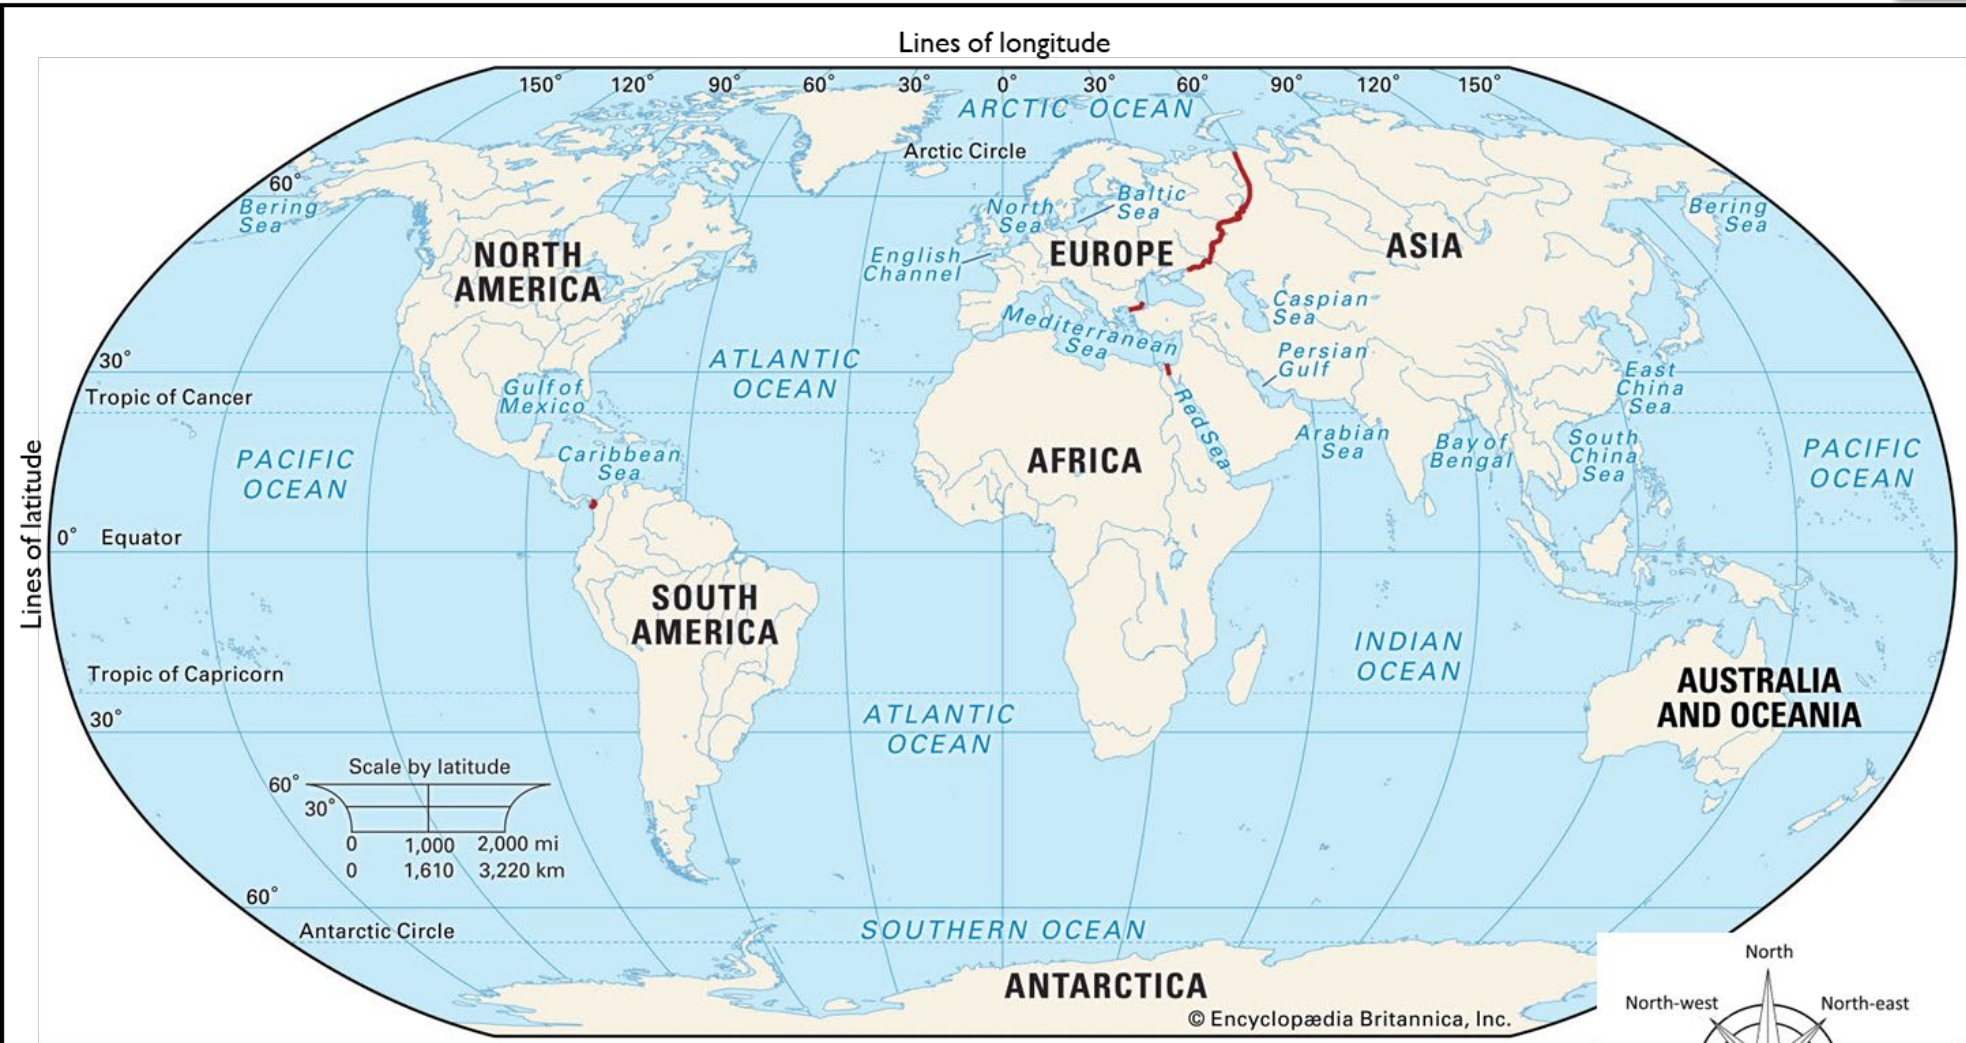 Lines of longitude
150° 120° 90° 60° 30° 0° 30° 60° 90° 120° 150°
ARCTIC OCEAN
Arctic Circle
60°
Bering
Sea
North
Sea
Baltic
Sea
Bering
Sea
NORTH
AMERICA
English
Channel
EUROPE
ASIA
Caspian
Sea
Mediterranean
Sea
30°
ATLANTIC
OCEAN
Persian
Gulf
East
China
Sea
Tropic of Cancer
Gulf of
Mexico
Red Sea
Lines of latitude
PACIFIC
OCEAN
Caribbean
Sea
AFRICA
Arabian
Sea
Bay of
Bengal
South
China
Sea
PACIFIC
OCEAN
0° Equator
SOUTH
AMERICA
INDIAN
OCEAN
Tropic of Capricorn
AUSTRALIA
AND OCEANIA
30°
ATLANTIC
OCEAN
Scale by latitude
60°
30°
0 1,000 2,000 mi
0 1,610 3,220 km
60°
Antarctic Circle
SOUTHERN OCEAN
ANTARCTICA
© Encyclopædia Britannica, Inc.
North
North-west
North-east